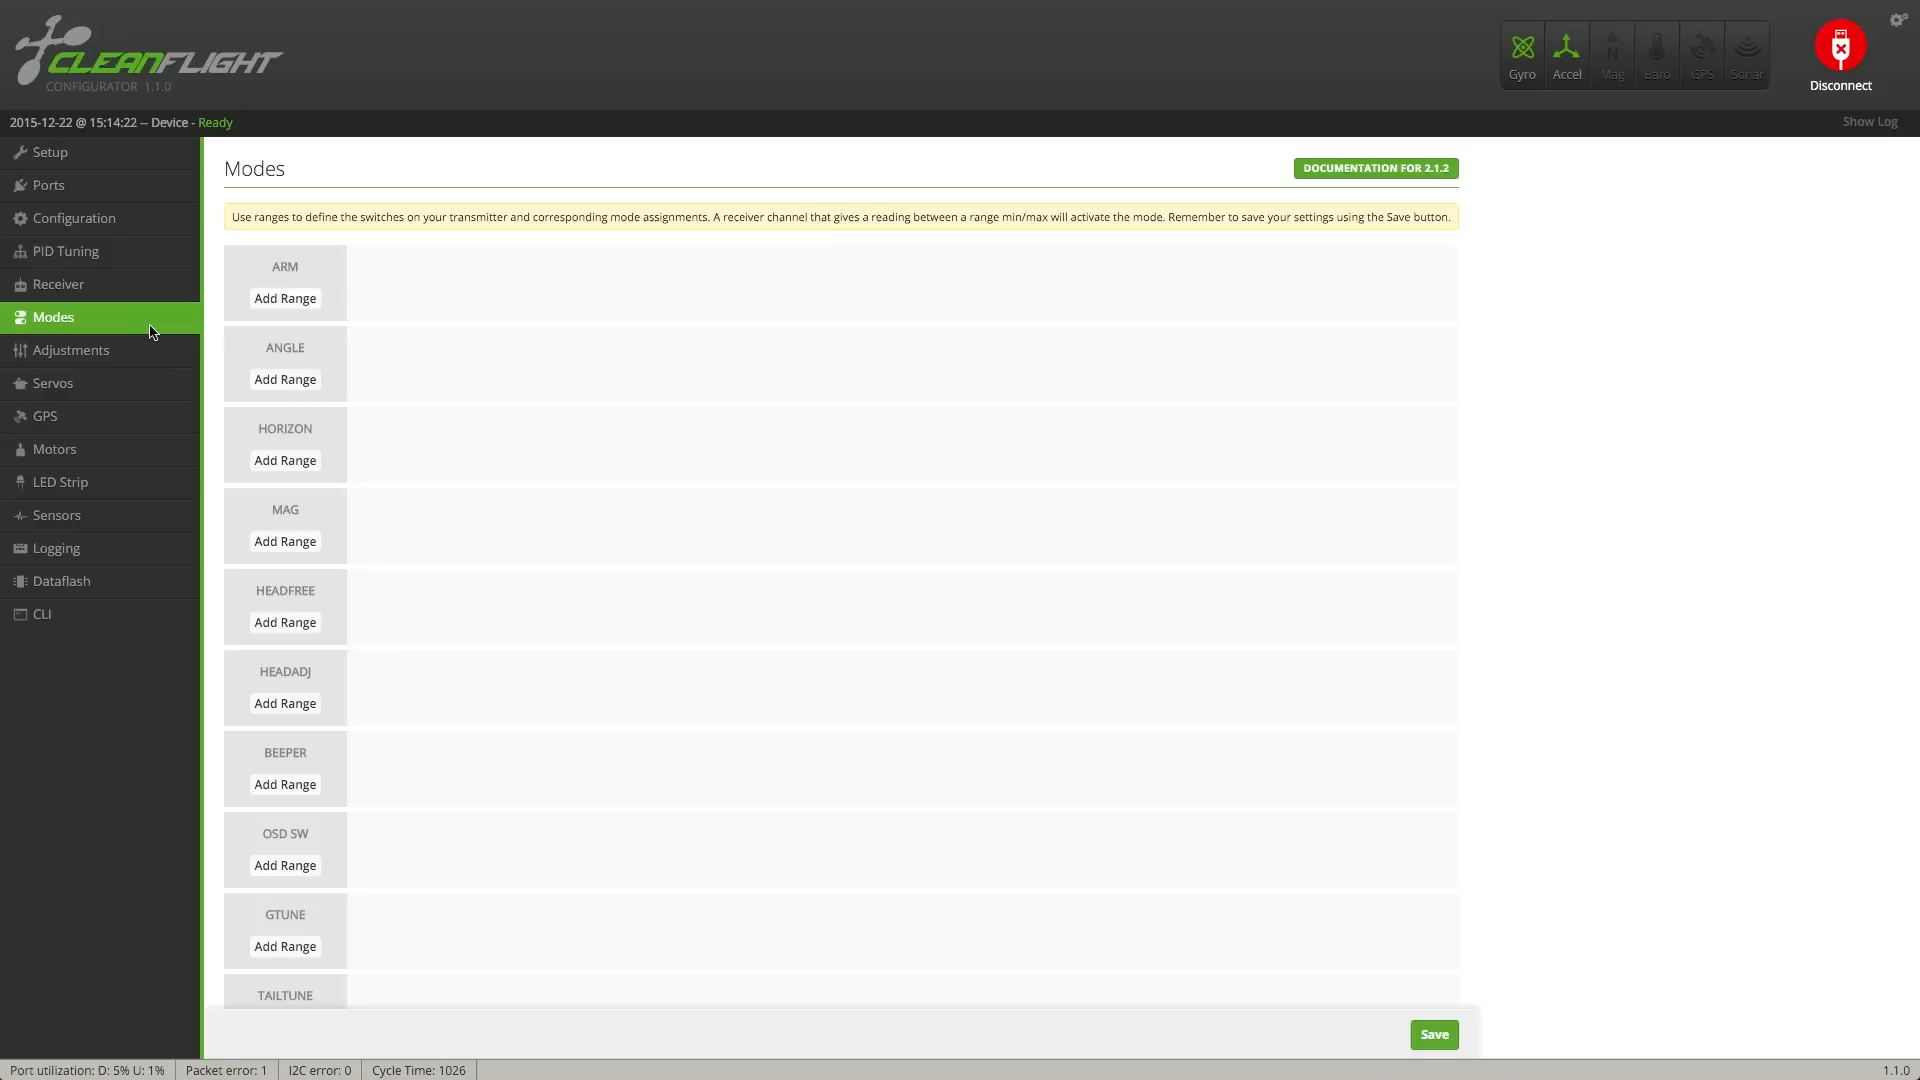 CLEANFLIGHT
CONFIGURATOR 1.1.0
Gyro
Accel
Mag
Baro
GPS
Sonar
Disconnect
2015-12-22 @ 15:14:22 -- Device - Ready
Show Log
Setup
Ports
Configuration
PID Tuning
Receiver
Modes
Adjustments
Servos
GPS
Motors
LED Strip
Sensors
Logging
Dataflash
CLI
Modes
DOCUMENTATION FOR 2.1.2
Use ranges to define the switches on your transmitter and corresponding mode assignments. A receiver channel that gives a reading between a range min/max will activate the mode. Remember to save your settings using the Save button.
ARM
Add Range
ANGLE
Add Range
HORIZON
Add Range
MAG
Add Range
HEADFREE
Add Range
HEADADJ
Add Range
BEEPER
Add Range
OSD SW
Add Range
GTUNE
Add Range
TAILTUNE
Save
Port utilization: D: 5% U: 1%
Packet error: 1
I2C error: 0
Cycle Time: 1026
1.1.0